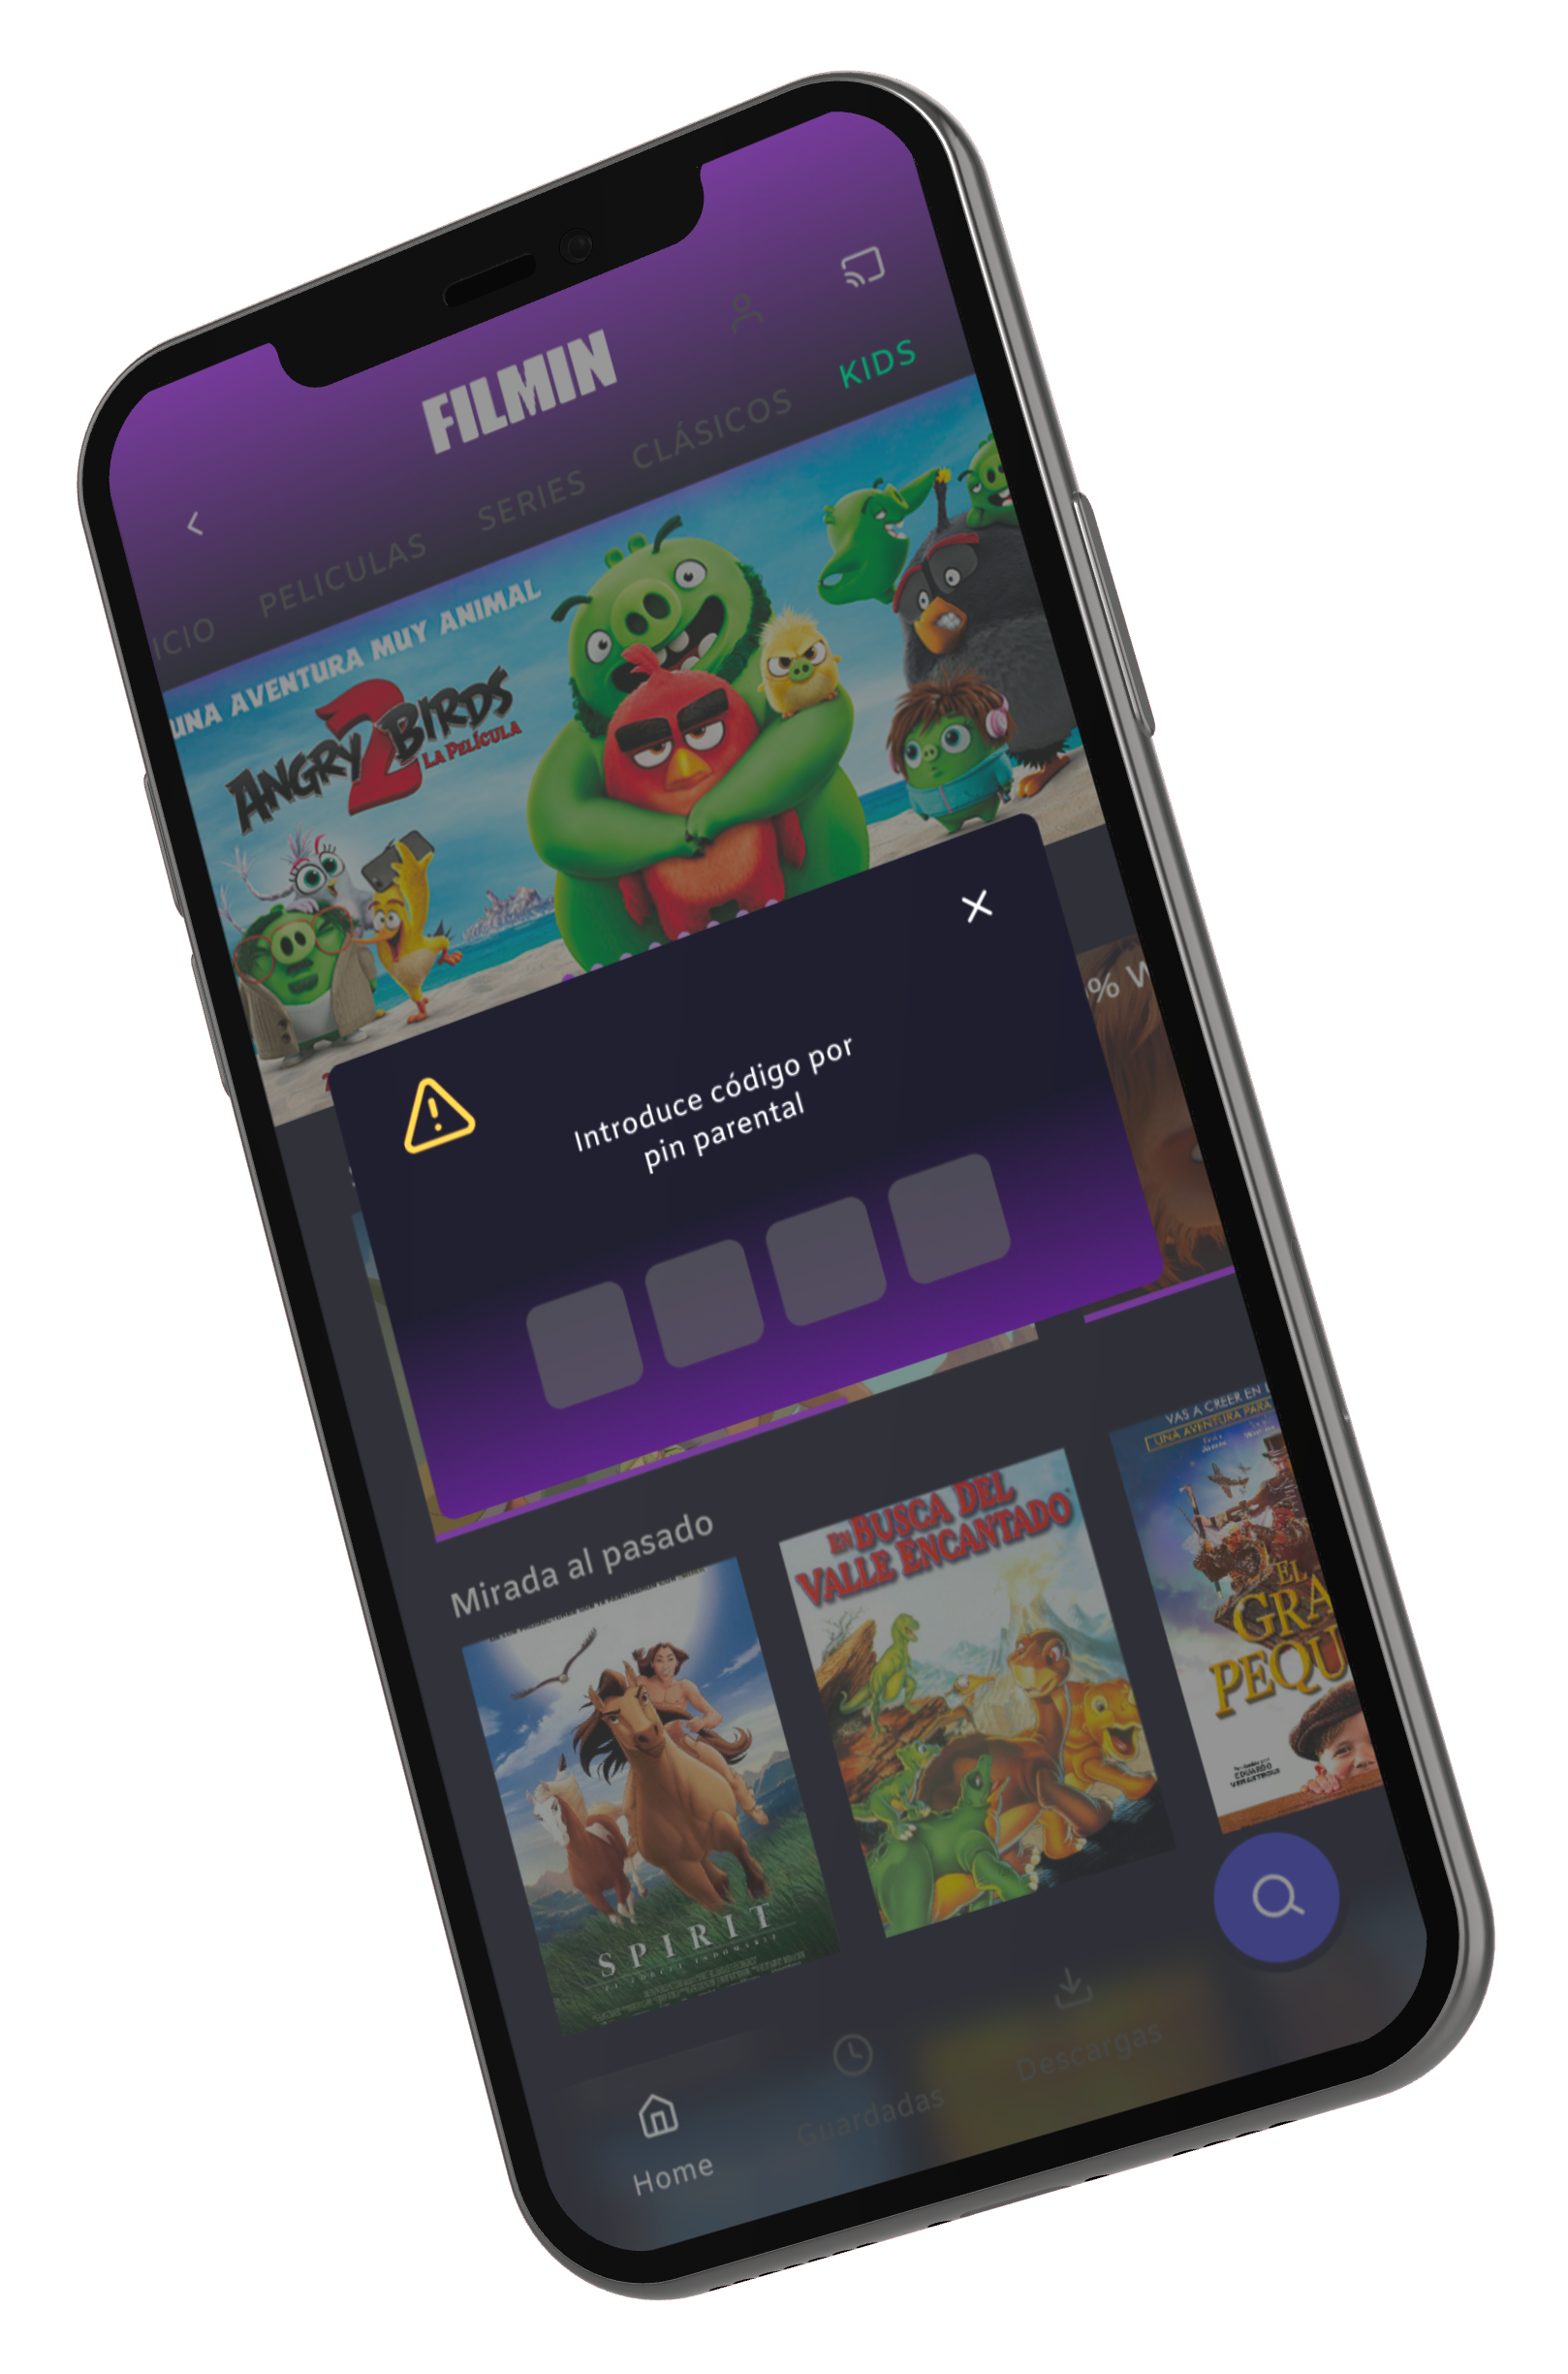 FILMIN
ICIO PELICULAS SERIES CLÁSICOS KIDS
UNA AVENTURA MUY ANIMAL
ANGRY BIRDS 2
LA PELÍCULA
% W
Introduce código por
pin parental
Mirada al pasado
SPIRIT
EN BUSCA DEL
VALLE ENCANTADO
VAS A CREER EN
UNA AVENTURA PARA
EL
GRA
PEQU
EDUARDO
VERÁSTEGUI
Home
Guardadas
Descargas